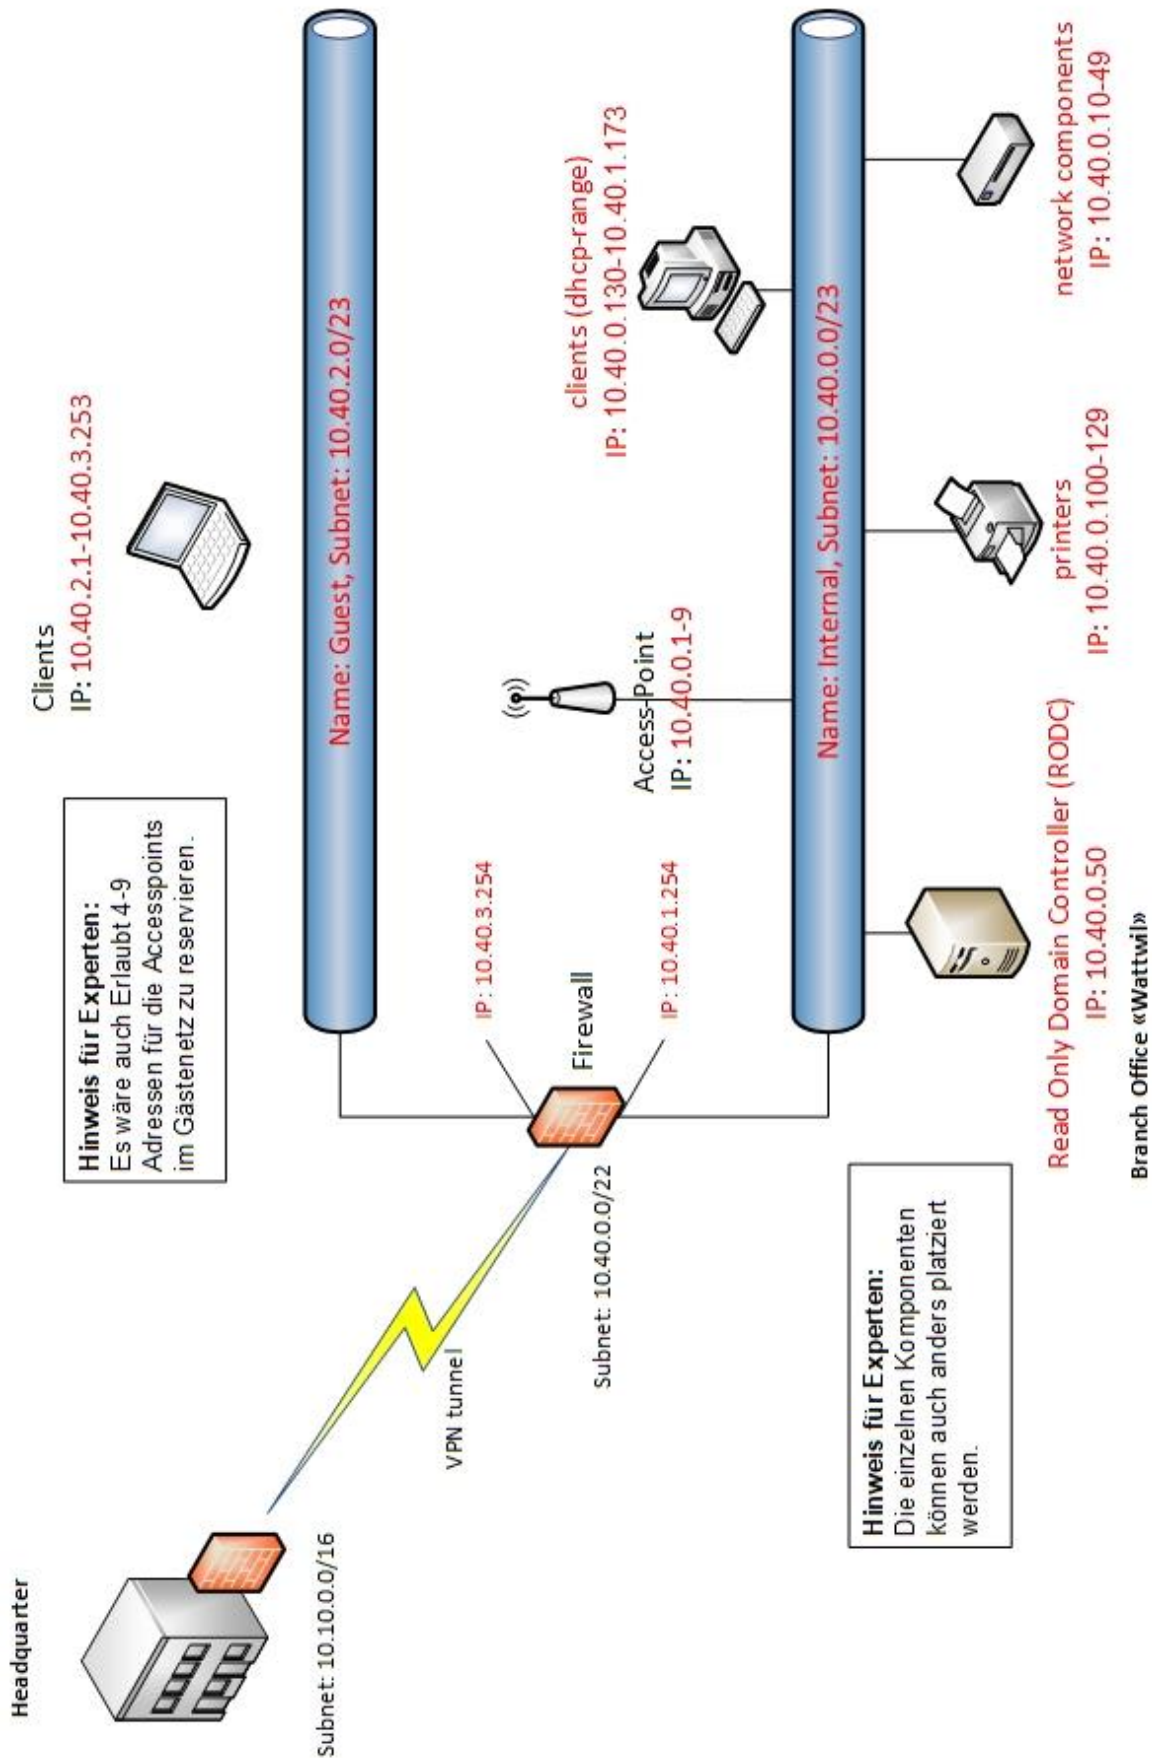 Headquarter
Subnet: 10.10.0.0/16
VPN tunnel
Subnet: 10.40.0.0/22
Hinweis für Experten:
Es wäre auch Erlaubt 4-9
Adressen für die Accesspoints
im Gästenetz zu reservieren.
Clients
IP: 10.40.2.1-10.40.3.253
Name: Guest, Subnet: 10.40.2.0/23
IP: 10.40.3.254
Firewall
IP: 10.40.1.254
Access-Point
IP: 10.40.0.1-9
clients (dhcp-range)
IP: 10.40.0.130-10.40.1.173
Name: Internal, Subnet: 10.40.0.0/23
Hinweis für Experten:
Die einzelnen Komponenten
können auch anders platziert
werden.
Read Only Domain Controller (RODC)
IP: 10.40.0.50
printers
IP: 10.40.0.100-129
network components
IP: 10.40.0.10-49
Branch Office «Wattwil»